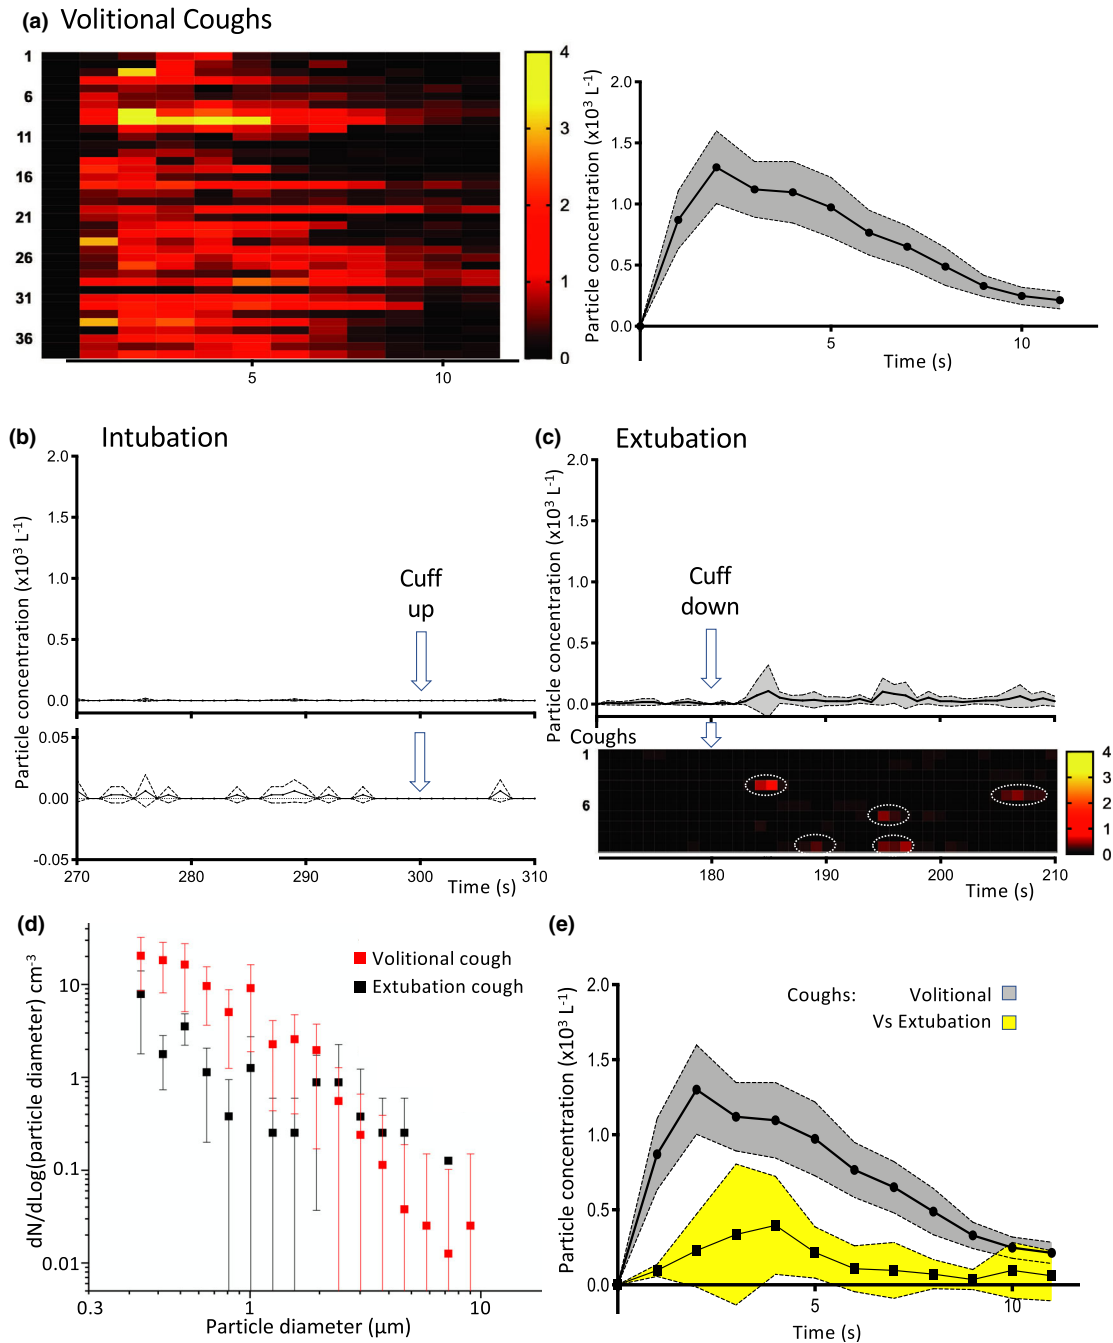 (a) Volitional Coughs
1
6
11
16
21
26
31
36
5
10
4
3
2
1
0
Particle concentration (x10³ L⁻¹)
2.0
1.5
1.0
0.5
0.0
5
10
Time (s)
(b) Intubation
Particle concentration (x10³ L⁻¹)
2.0
1.5
1.0
0.5
0.0
Cuff
up
0.05
0.00
-0.05
270
280
290
300
310
Time (s)
(c) Extubation
Particle concentration (x10³ L⁻¹)
2.0
1.5
1.0
0.5
0.0
Cuff
down
180
190
200
210
Coughs
1
6
4
3
2
1
0
180
190
200
210
Time (s)
(d)
dN/dLog(particle diameter) cm⁻³
10
1
0.1
0.01
0.3
1
10
Particle diameter (µm)
Volitional cough
Extubation cough
(e)
Particle concentration (x10³ L⁻¹)
2.0
1.5
1.0
0.5
0.0
5
10
Time (s)
Coughs: Volitional
Vs Extubation